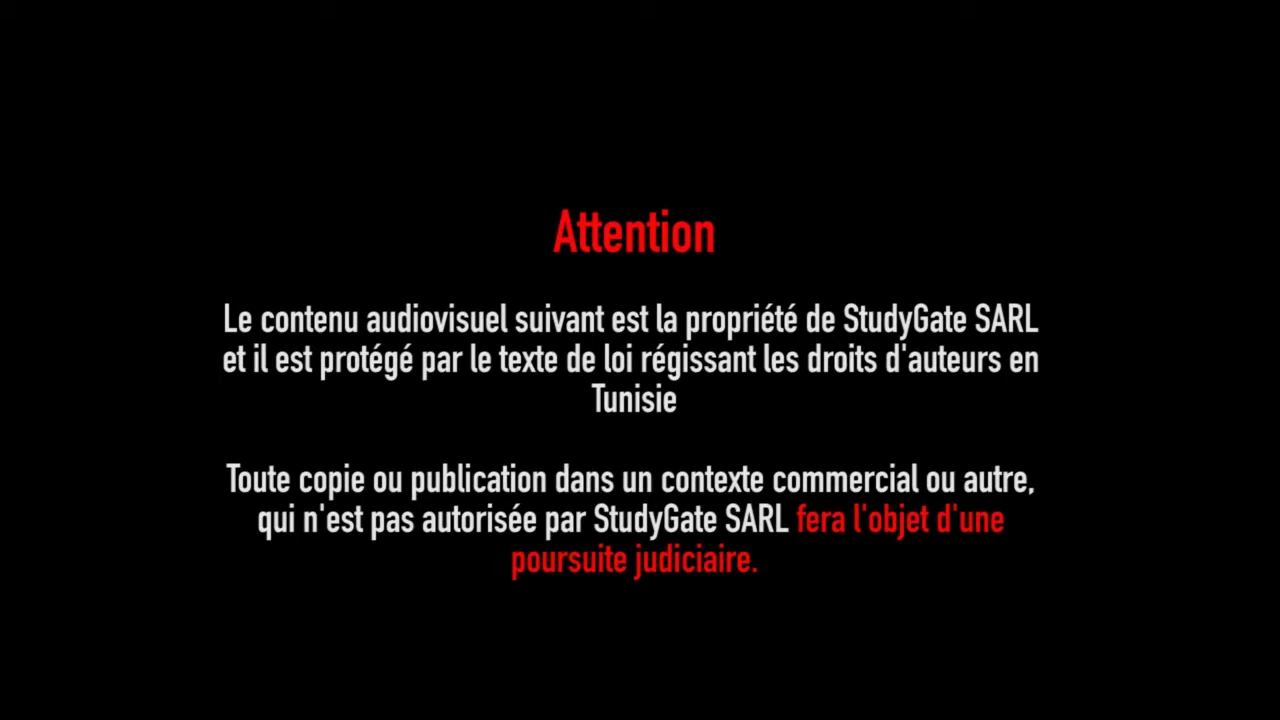 Attention
Le contenu audiovisuel suivant est la propriété de StudyGate SARL
et il est protégé par le texte de loi régissant les droits d'auteurs en
Tunisie
Toute copie ou publication dans un contexte commercial ou autre,
qui n'est pas autorisée par StudyGate SARL fera l'objet d'une
poursuite judiciaire.